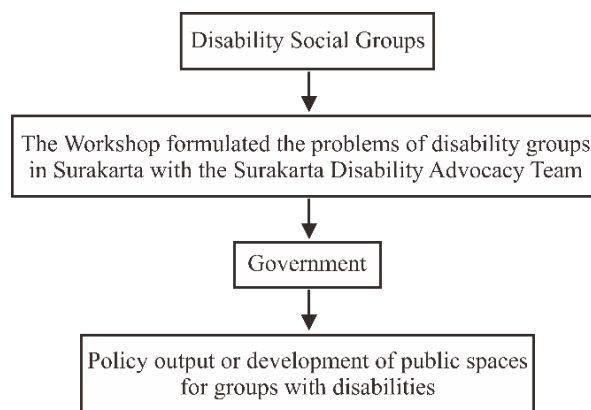 Disability Social Groups
The Workshop formulated the problems of disability groups
in Surakarta with the Surakarta Disability Advocacy Team
Government
Policy output or development of public spaces
for groups with disabilities